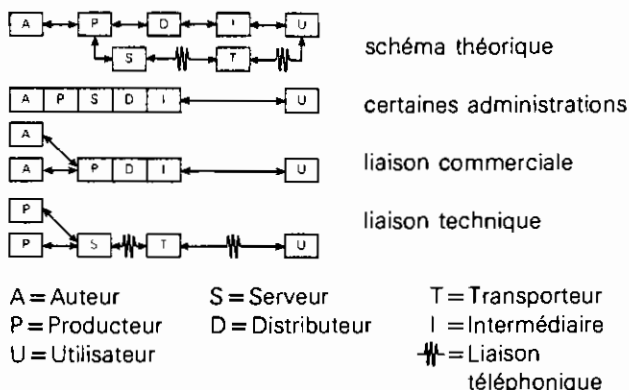 A P D I U
S T
schéma théorique
A P S D I U
certaines administrations
A
A P D I U
liaison commerciale
P
P S T U
liaison technique
A = Auteur S = Serveur T = Transporteur
P = Producteur D = Distributeur I = Intermédiaire
U = Utilisateur = Liaison
téléphonique